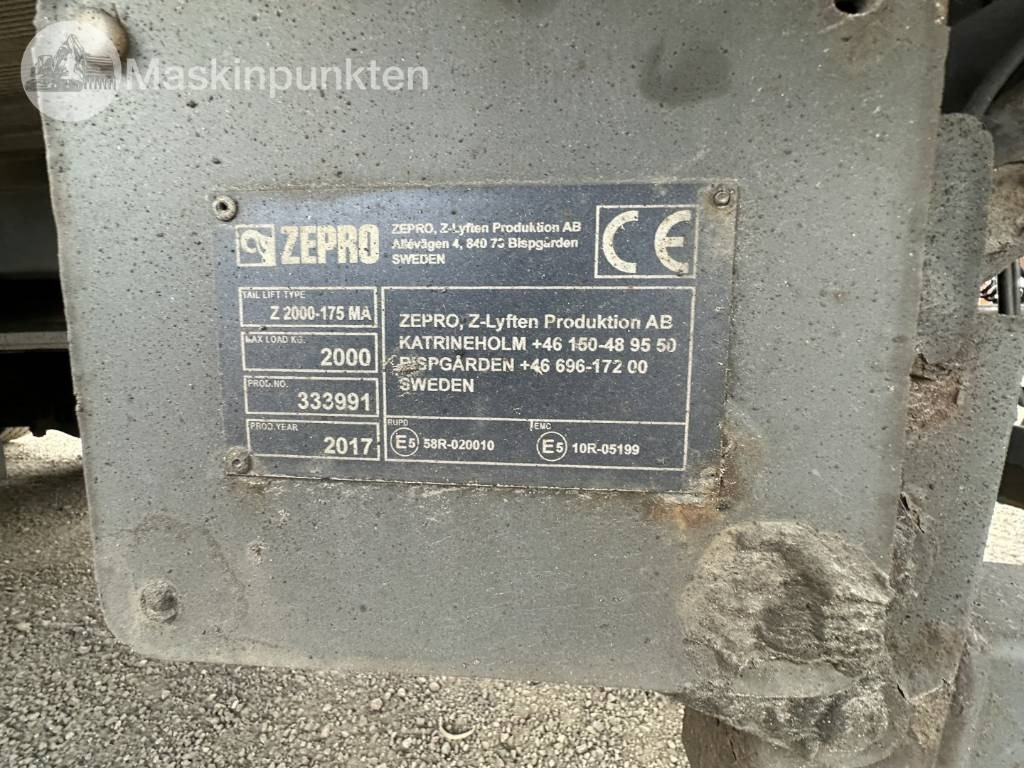 Maskinpunkten
ZEPRO
ZEPRO, Z-Lyften Produktion AB
Allévägen 4, 840 73 Bispgården
SWEDEN
CE
TAIL LIFT TYPE
Z 2000-175 MA
MAX LOAD KG.
2000
PROD.NO.
333991
PROD.YEAR
2017
ZEPRO, Z-Lyften Produktion AB
KATRINEHOLM +46 150-48 95 50
BISPGÅRDEN +46 696-172 00
SWEDEN
RUPD
E5 58R-020010
EMC
E5 10R-05199